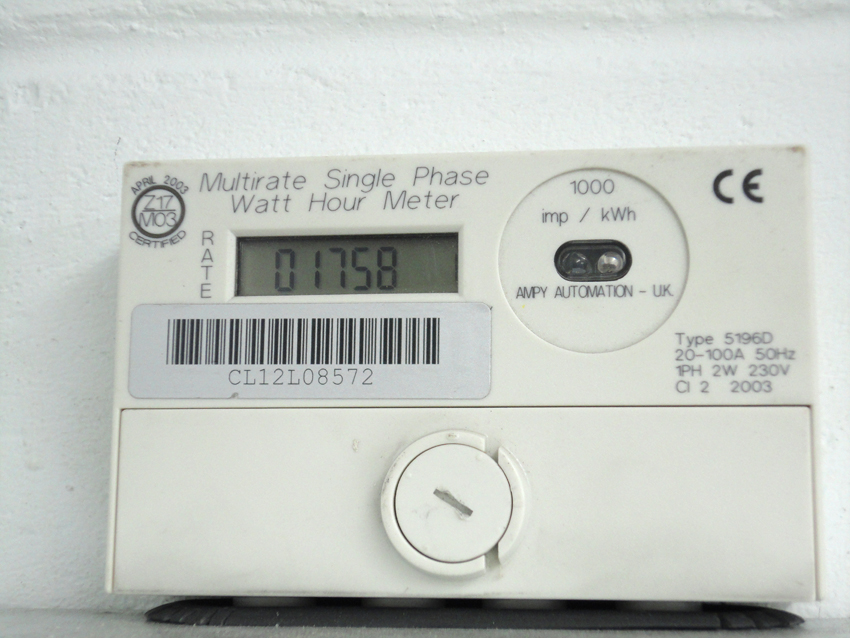 APRIL 2003
Z17
M03
CERTIFIED
Multirate Single Phase
Watt Hour Meter
RATE
01758
CL12L08572
1000
imp / kWh
AMPY AUTOMATION - U.K.
CE
Type 5196D
20-100A 50Hz
1PH 2W 230V
Cl 2 2003